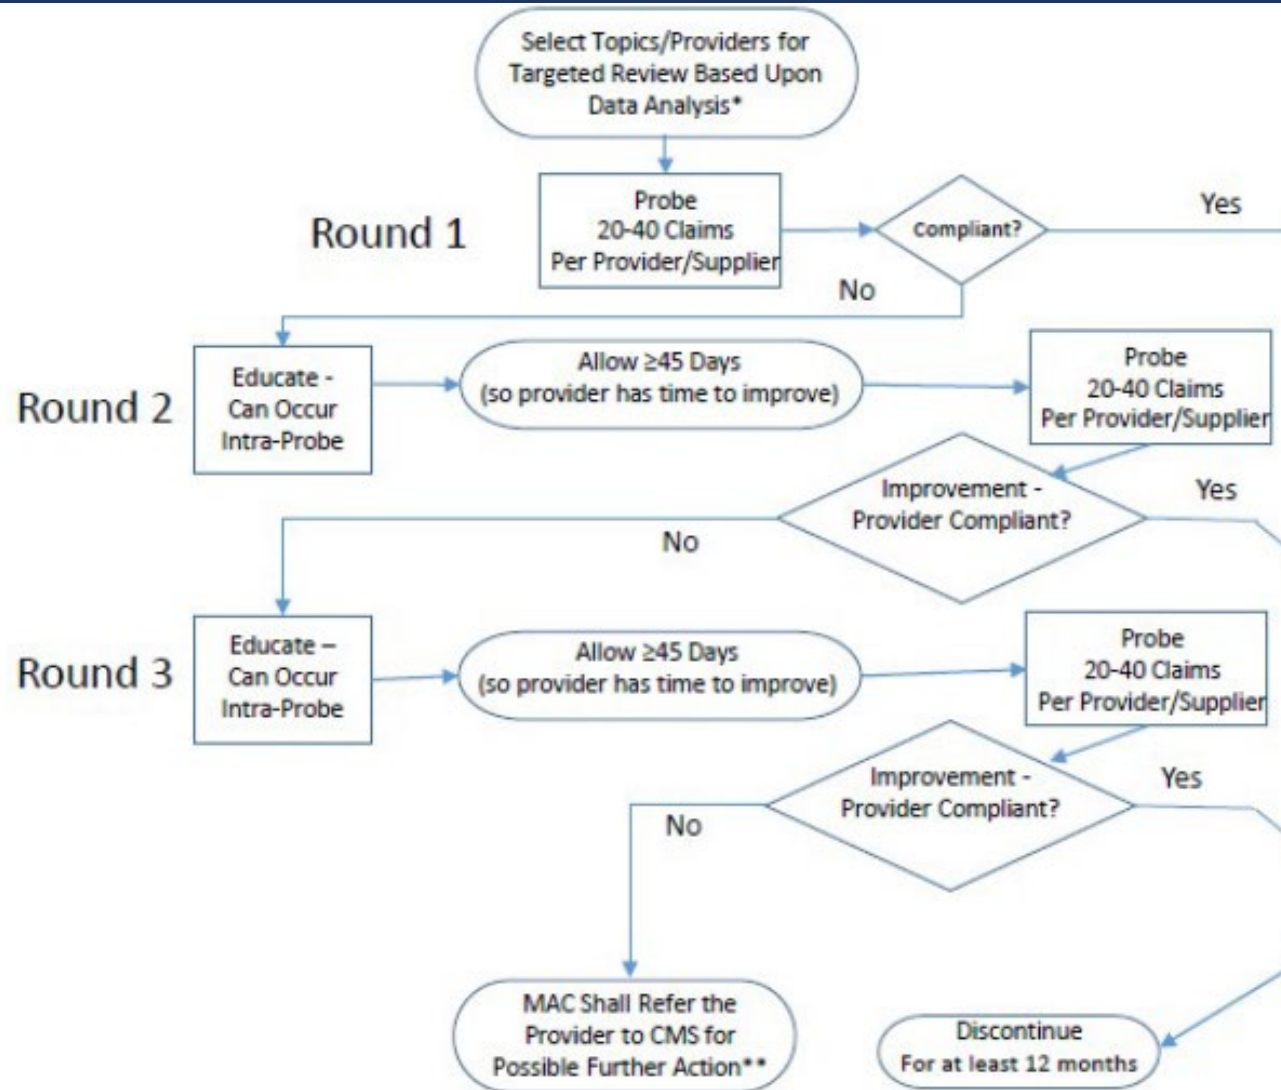 Select Topics/Providers for
Targeted Review Based Upon
Data Analysis*
Round 1
Probe
20-40 Claims
Per Provider/Supplier
Compliant?
Yes
No
Round 2
Educate -
Can Occur
Intra-Probe
Allow ≥45 Days
(so provider has time to improve)
Probe
20-40 Claims
Per Provider/Supplier
Improvement -
Provider Compliant?
Yes
No
Round 3
Educate –
Can Occur
Intra-Probe
Allow ≥45 Days
(so provider has time to improve)
Probe
20-40 Claims
Per Provider/Supplier
Improvement -
Provider Compliant?
Yes
No
MAC Shall Refer the
Provider to CMS for
Possible Further Action**
Discontinue
For at least 12 months